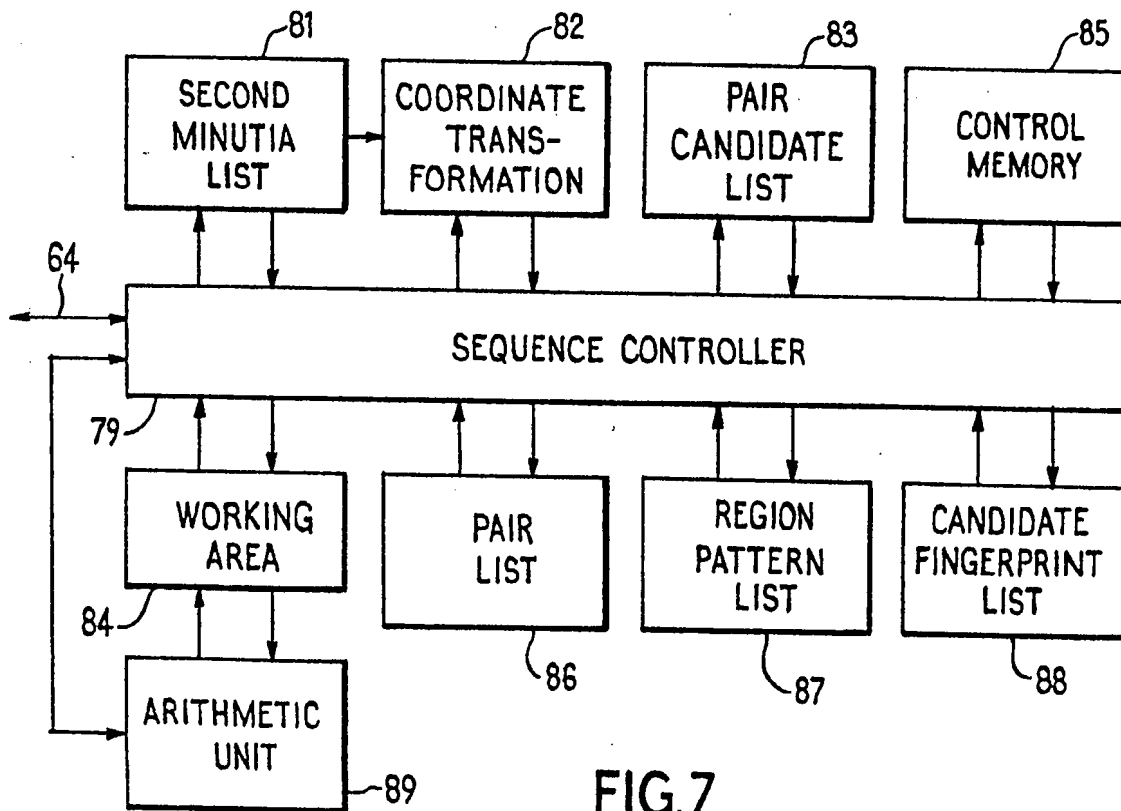 81
82
83
85
SECOND
MINUTIA
LIST
COORDINATE
TRANS-
FORMATION
PAIR
CANDIDATE
LIST
CONTROL
MEMORY
64
SEQUENCE CONTROLLER
79
WORKING
AREA
PAIR
LIST
REGION
PATTERN
LIST
CANDIDATE
FINGERPRINT
LIST
84
86
87
88
ARITHMETIC
UNIT
89
FIG.7